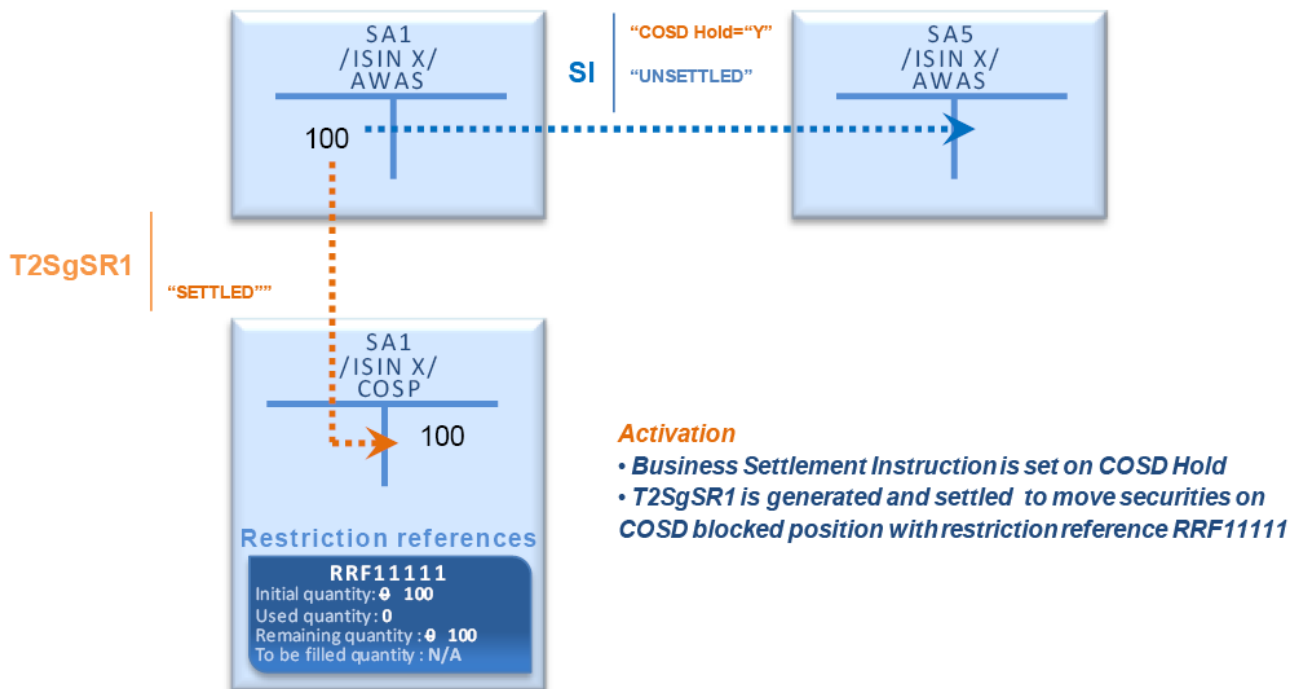 SA1
/ISIN X/
AWAS
100
SI
“COSD Hold=“Y”
“UNSETTLED”
SA5
/ISIN X/
AWAS
T2SgSR1
“SETTLED””
SA1
/ISIN X/
COSP
100
Restriction references
RRF11111
Initial quantity: 0 100
Used quantity : 0
Remaining quantity : 0 100
To be filled quantity : N/A
Activation
• Business Settlement Instruction is set on COSD Hold
• T2SgSR1 is generated and settled to move securities on
COSD blocked position with restriction reference RRF11111